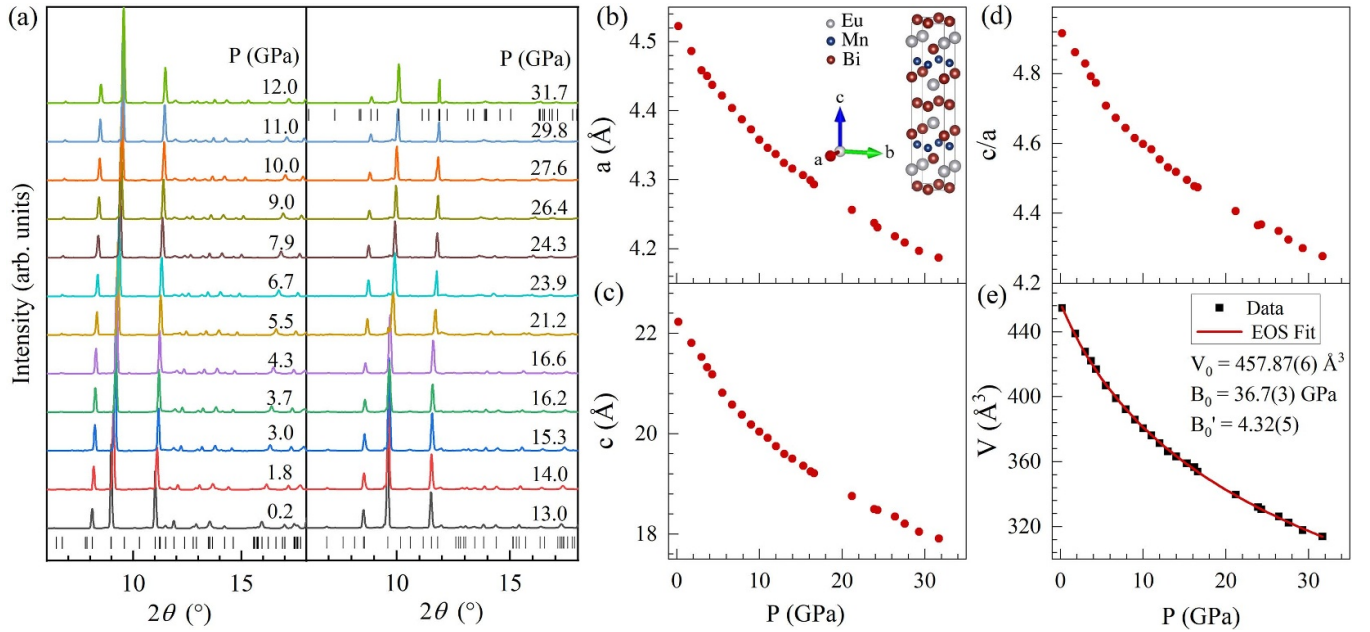 (a)
Intensity (arb. units)
P (GPa)
12.0
11.0
10.0
9.0
7.9
6.7
5.5
4.3
3.7
3.0
1.8
0.2
10
15
2θ (°)
P (GPa)
31.7
29.8
27.6
26.4
24.3
23.9
21.2
16.6
16.2
15.3
14.0
13.0
10
15
2θ (°)
(b)
a (Å)
4.5
4.4
4.3
4.2
Eu
Mn
Bi
c
a
b
(c)
c (Å)
22
20
18
0
10
20
30
P (GPa)
(d)
c/a
4.8
4.6
4.4
4.2
(e)
V (Å³)
440
400
360
320
Data
EOS Fit
V₀ = 457.87(6) Å³
B₀ = 36.7(3) GPa
B₀' = 4.32(5)
0
10
20
30
P (GPa)